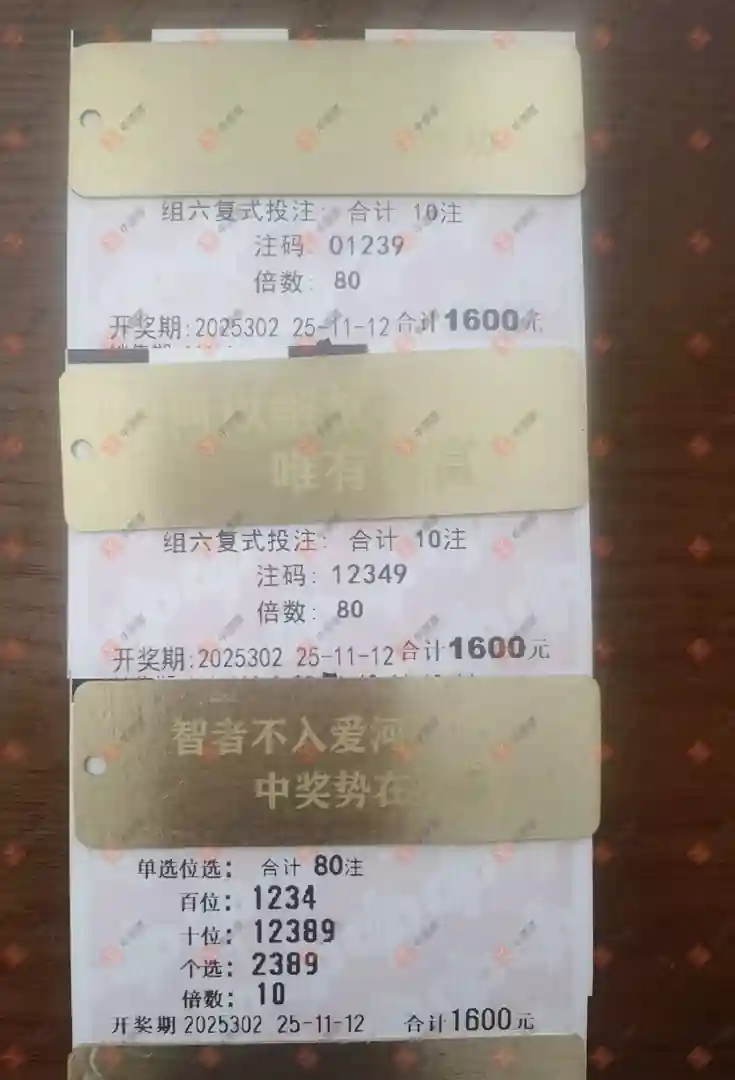 组六复式投注: 合计 10注
注码: 01239
倍数: 80
开奖期:2025302 25-11-12 合计1600元
唯有
组六复式投注: 合计 10注
注码: 12349
倍数: 80
开奖期:2025302 25-11-12 合计1600元
智者不入爱河
中奖势在
单选位选: 合计 80注
百位: 1234
十位: 12389
个选: 2389
倍数: 10
开奖期 2025302 25-11-12 合计1600元